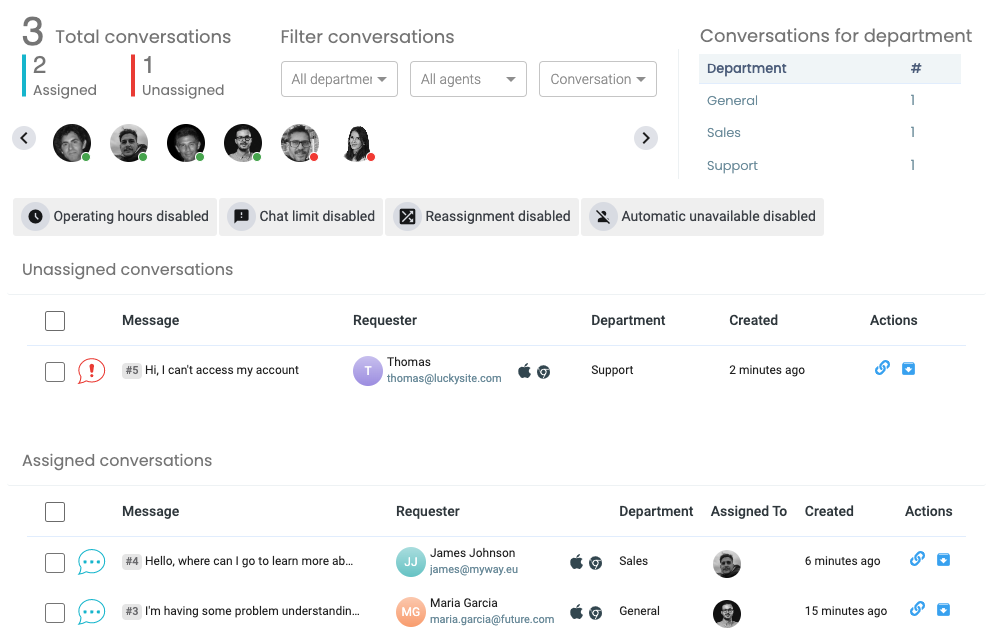 3 Total conversations
2 Assigned
1 Unassigned
Filter conversations
All departmer
All agents
Conversation
Conversations for department
Department #
General 1
Sales 1
Support 1
Operating hours disabled
Chat limit disabled
Reassignment disabled
Automatic unavailable disabled
Unassigned conversations
Message Requester Department Created Actions
#5 Hi, I can't access my account T Thomas Support 2 minutes ago
thomas@luckysite.com
Assigned conversations
Message Requester Department Assigned To Created Actions
#4 Hello, where can I go to learn more ab... JJ James Johnson Sales 6 minutes ago
james@myway.eu
#3 I'm having some problem understandin... MG Maria Garcia General 15 minutes ago
maria.garcia@future.com